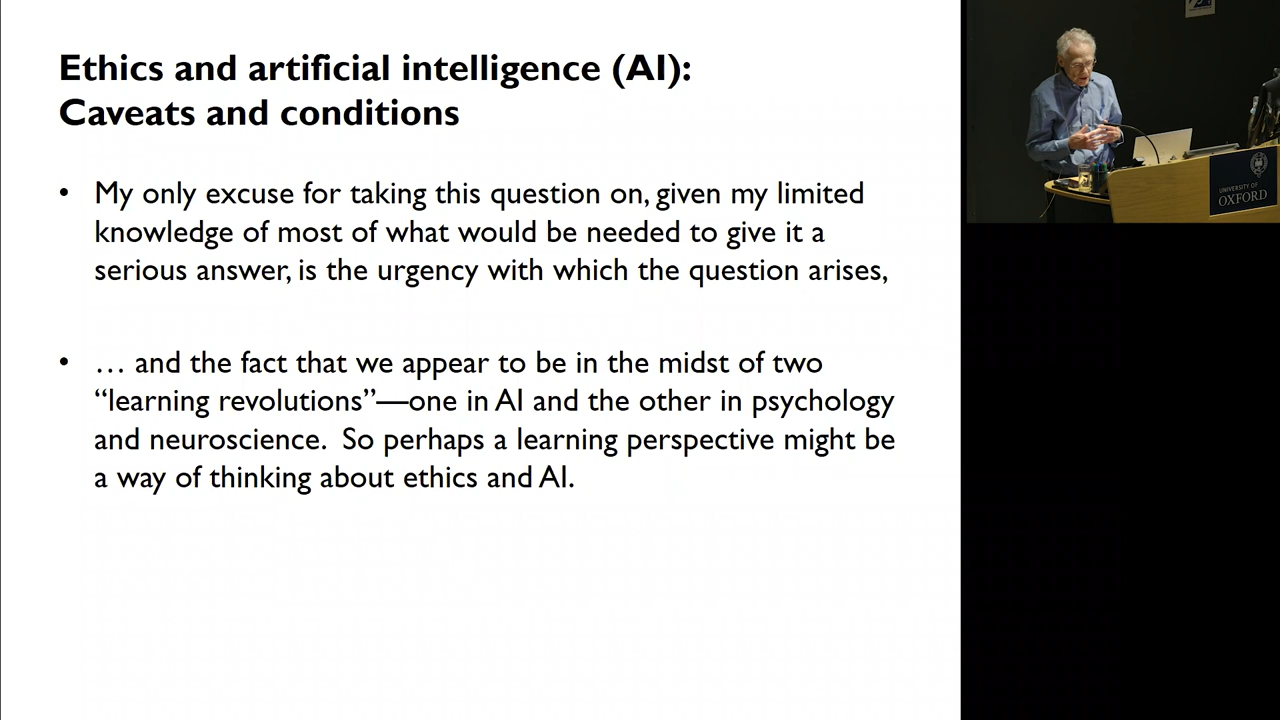 Ethics and artificial intelligence (AI):
Caveats and conditions
• My only excuse for taking this question on, given my limited
knowledge of most of what would be needed to give it a
serious answer, is the urgency with which the question arises,
• … and the fact that we appear to be in the midst of two
“learning revolutions”—one in AI and the other in psychology
and neuroscience.  So perhaps a learning perspective might be
a way of thinking about ethics and AI.
UNIVERSITY OF
OXFORD